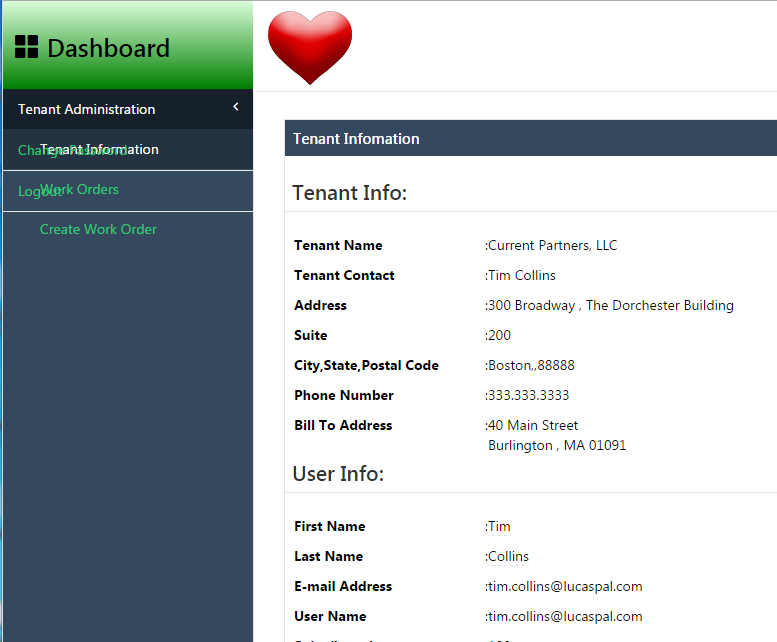 Dashboard
Tenant Administration
Tenant Information
Change Password
Work Orders
Logout
Create Work Order
Tenant Infomation
Tenant Info:
Tenant Name :Current Partners, LLC
Tenant Contact :Tim Collins
Address :300 Broadway , The Dorchester Building
Suite :200
City,State,Postal Code :Boston,,88888
Phone Number :333.333.3333
Bill To Address :40 Main Street
Burlington , MA 01091
User Info:
First Name :Tim
Last Name :Collins
E-mail Address :tim.collins@lucaspal.com
User Name :tim.collins@lucaspal.com